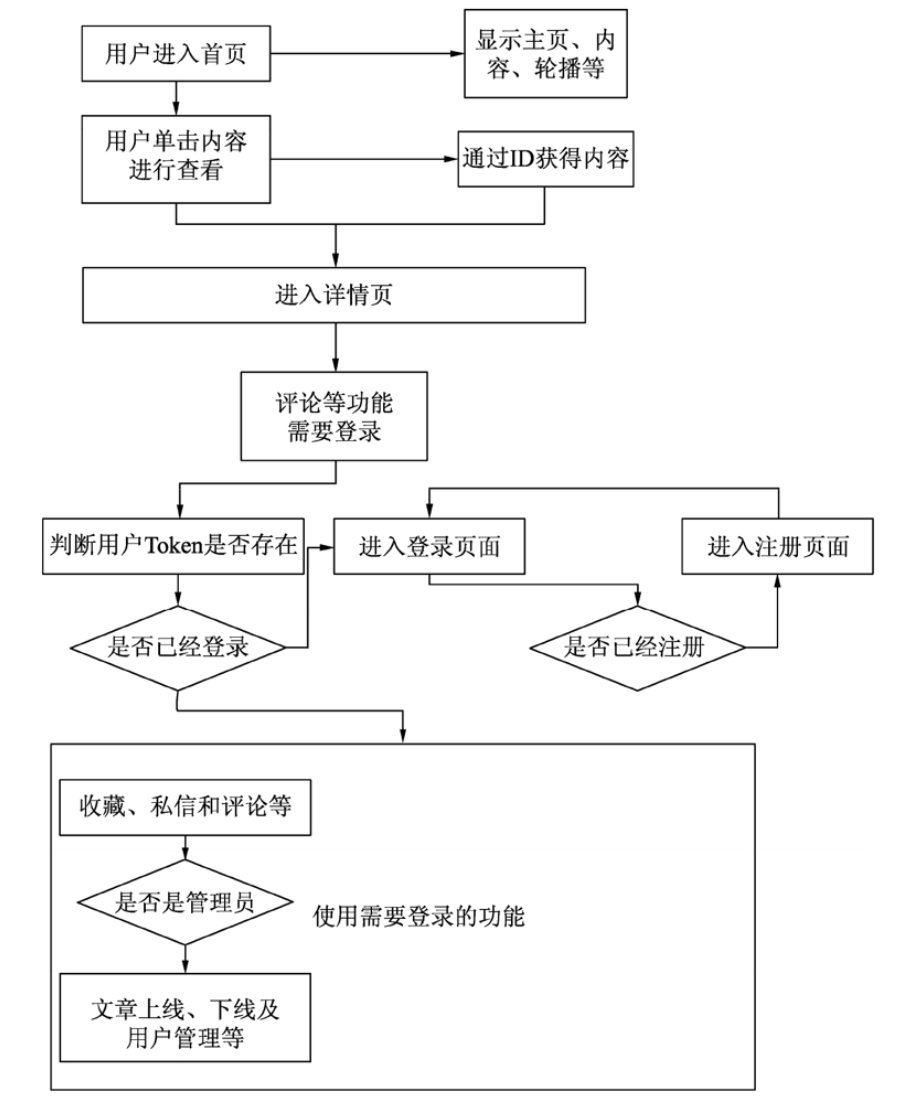 用户进入首页
显示主页、内
容、轮播等
用户单击内容
进行查看
通过ID获得内容
进入详情页
评论等功能
需要登录
判断用户Token是否存在
进入登录页面
进入注册页面
是否已经登录
是否已经注册
收藏、私信和评论等
是否是管理员
使用需要登录的功能
文章上线、下线及
用户管理等